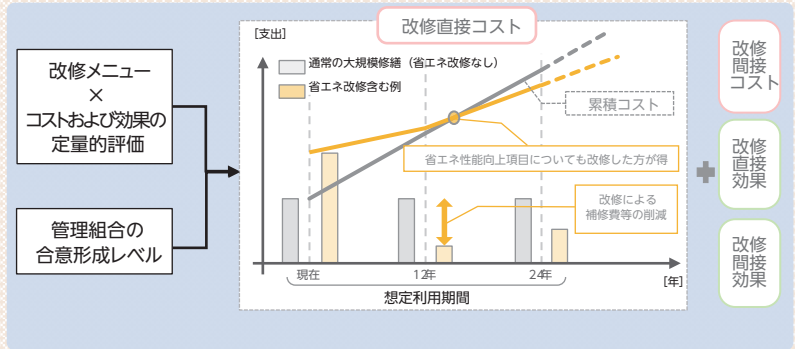 改修メニュー
×
コストおよび効果の
定量的評価
管理組合の
合意形成レベル
改修直接コスト
[支出]
通常の大規模修繕（省エネ改修なし）
省エネ改修含む例
累積コスト
省エネ性能向上項目についても改修した方が得
改修による
補修費等の削減
現在
12年
24年
[年]
想定利用期間
改修
間接
コスト
改修
直接
効果
改修
間接
効果